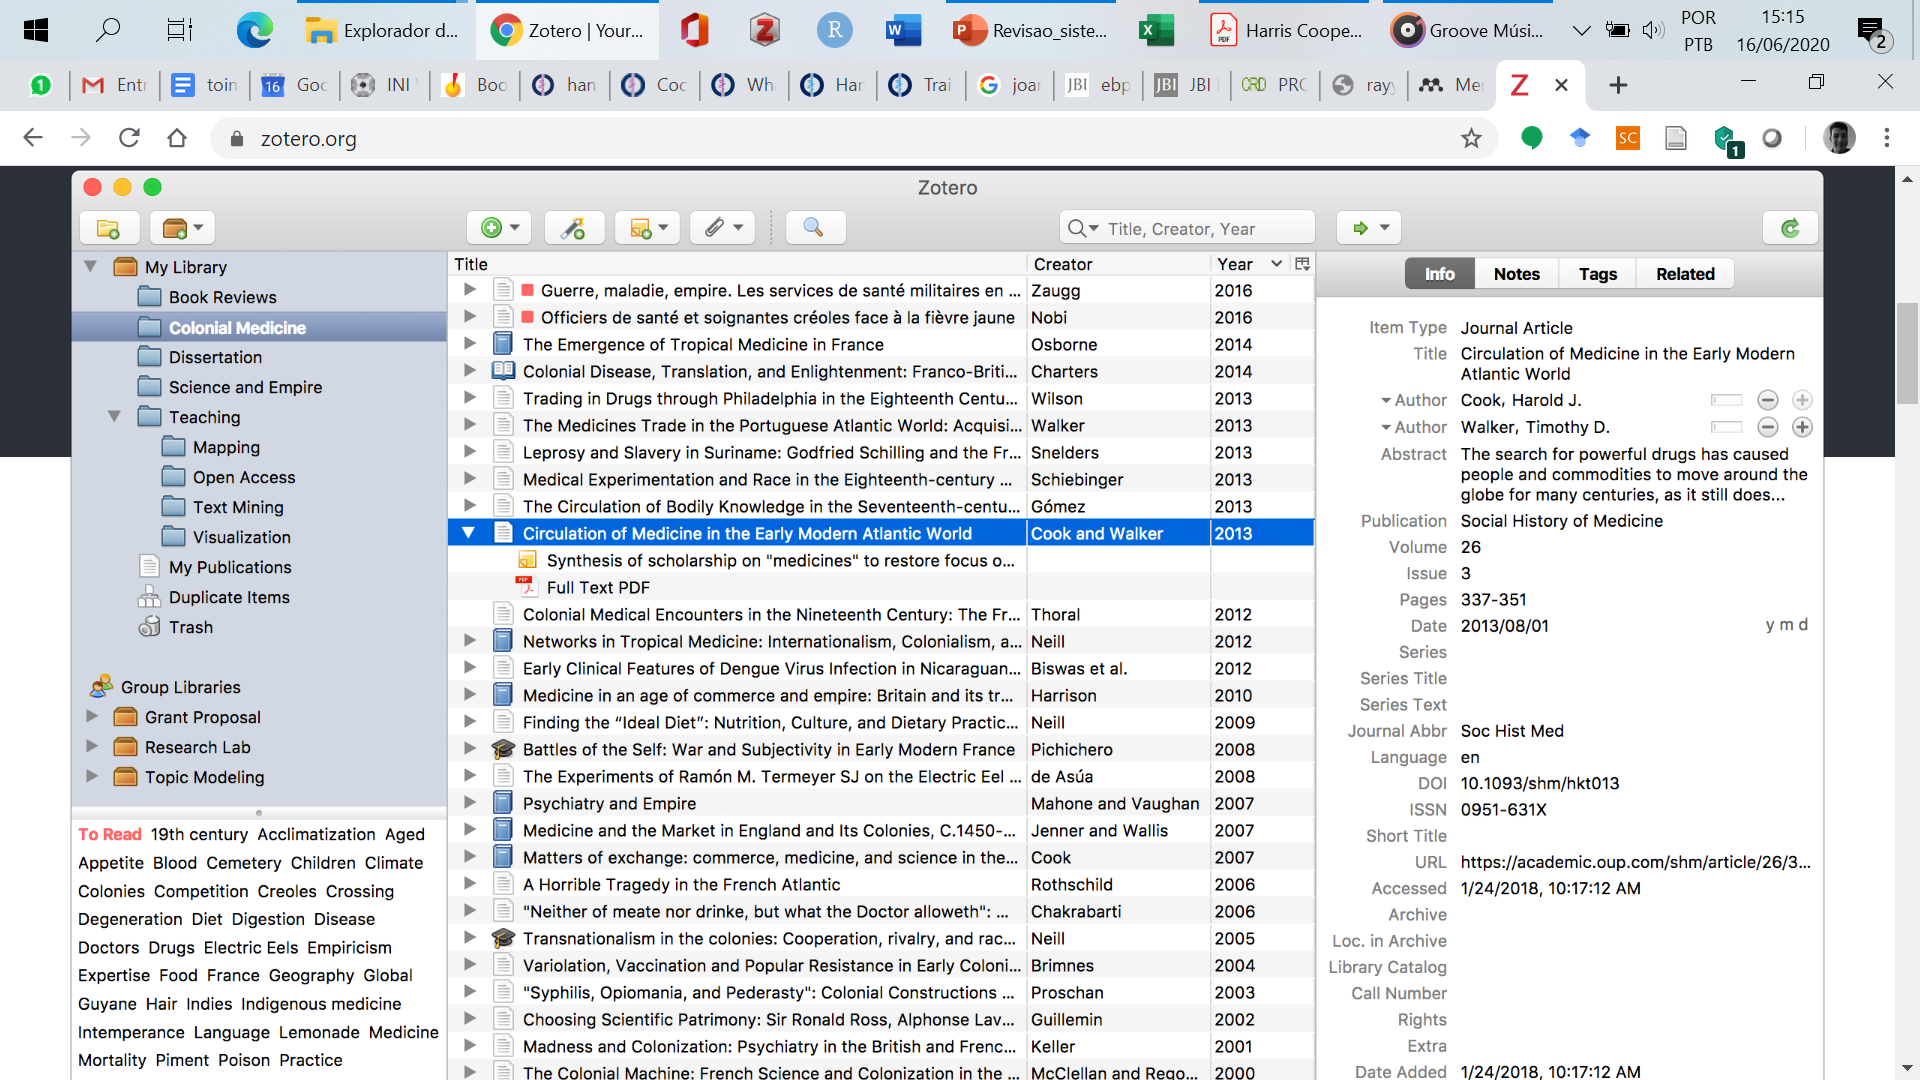 Explorador d...
Zotero | Your...
Revisao_siste...
Harris Coope...
Groove Músi...
POR
PTB
15:15
16/06/2020
2
1
Entr
toin
16
Goc
INI
Boo
han
Coc
Wh
Har
Trai
joar
JBI
ebp
JBI
JBI
CRD
PRC
rayy
Me
zotero.org
SC
1
Zotero
Title, Creator, Year
My Library
Book Reviews
Colonial Medicine
Dissertation
Science and Empire
Teaching
Mapping
Open Access
Text Mining
Visualization
My Publications
Duplicate Items
Trash
Group Libraries
Grant Proposal
Research Lab
Topic Modeling
To Read 19th century Acclimatization Aged
Appetite Blood Cemetery Children Climate
Colonies Competition Creoles Crossing
Degeneration Diet Digestion Disease
Doctors Drugs Electric Eels Empiricism
Expertise Food France Geography Global
Guyane Hair Indies Indigenous medicine
Intemperance Language Lemonade Medicine
Mortality Piment Poison Practice
Title Creator Year
Guerre, maladie, empire. Les services de santé militaires en ... Zaugg 2016
Officiers de santé et soignantes créoles face à la fièvre jaune Nobi 2016
The Emergence of Tropical Medicine in France Osborne 2014
Colonial Disease, Translation, and Enlightenment: Franco-Briti... Charters 2014
Trading in Drugs through Philadelphia in the Eighteenth Centu... Wilson 2013
The Medicines Trade in the Portuguese Atlantic World: Acquisi... Walker 2013
Leprosy and Slavery in Suriname: Godfried Schilling and the Fr... Snelders 2013
Medical Experimentation and Race in the Eighteenth-century ... Schiebinger 2013
The Circulation of Bodily Knowledge in the Seventeenth-centu... Gómez 2013
Circulation of Medicine in the Early Modern Atlantic World Cook and Walker 2013
Synthesis of scholarship on "medicines" to restore focus o...
Full Text PDF
Colonial Medical Encounters in the Nineteenth Century: The Fr... Thoral 2012
Networks in Tropical Medicine: Internationalism, Colonialism, a... Neill 2012
Early Clinical Features of Dengue Virus Infection in Nicaraguan... Biswas et al. 2012
Medicine in an age of commerce and empire: Britain and its tr... Harrison 2010
Finding the “Ideal Diet”: Nutrition, Culture, and Dietary Practic... Neill 2009
Battles of the Self: War and Subjectivity in Early Modern France Pichichero 2008
The Experiments of Ramón M. Termeyer SJ on the Electric Eel ... de Asúa 2008
Psychiatry and Empire Mahone and Vaughan 2007
Medicine and the Market in England and Its Colonies, C.1450-... Jenner and Wallis 2007
Matters of exchange: commerce, medicine, and science in the... Cook 2007
A Horrible Tragedy in the French Atlantic Rothschild 2006
"Neither of meate nor drinke, but what the Doctor alloweth": ... Chakrabarti 2006
Transnationalism in the colonies: Cooperation, rivalry, and rac... Neill 2005
Variolation, Vaccination and Popular Resistance in Early Coloni... Brimnes 2004
"Syphilis, Opiomania, and Pederasty": Colonial Constructions ... Proschan 2003
Choosing Scientific Patrimony: Sir Ronald Ross, Alphonse Lav... Guillemin 2002
Madness and Colonization: Psychiatry in the British and Frenc... Keller 2001
The Colonial Machine: French Science and Colonization in the ... McClellan and Rego... 2000
Info Notes Tags Related
Item Type Journal Article
Title Circulation of Medicine in the Early Modern
Atlantic World
Author Cook, Harold J.
Author Walker, Timothy D.
Abstract The search for powerful drugs has caused
people and commodities to move around the
globe for many centuries, as it still does...
Publication Social History of Medicine
Volume 26
Issue 3
Pages 337-351
Date 2013/08/01 y m d
Series
Series Title
Series Text
Journal Abbr Soc Hist Med
Language en
DOI 10.1093/shm/hkt013
ISSN 0951-631X
Short Title
URL https://academic.oup.com/shm/article/26/3...
Accessed 1/24/2018, 10:17:12 AM
Archive
Loc. in Archive
Library Catalog
Call Number
Rights
Extra
Date Added 1/24/2018, 10:17:12 AM